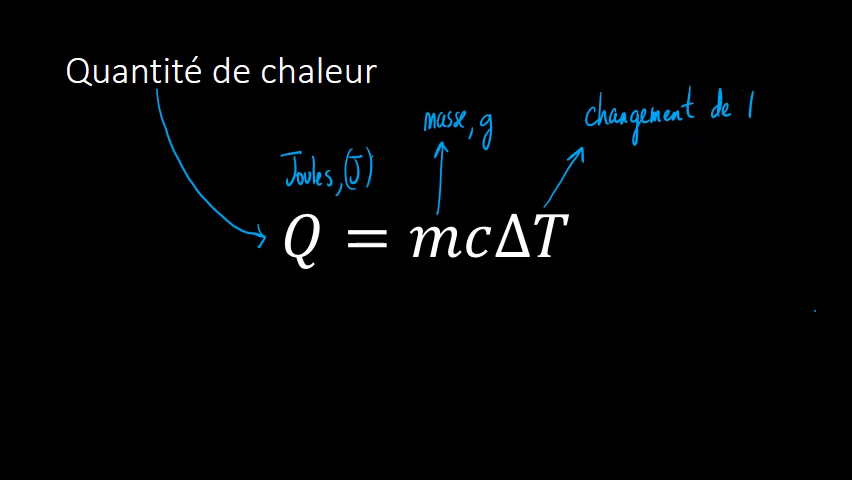 Quantité de chaleur
masse, g
changement de
Joules, (J)
Q = mcΔT